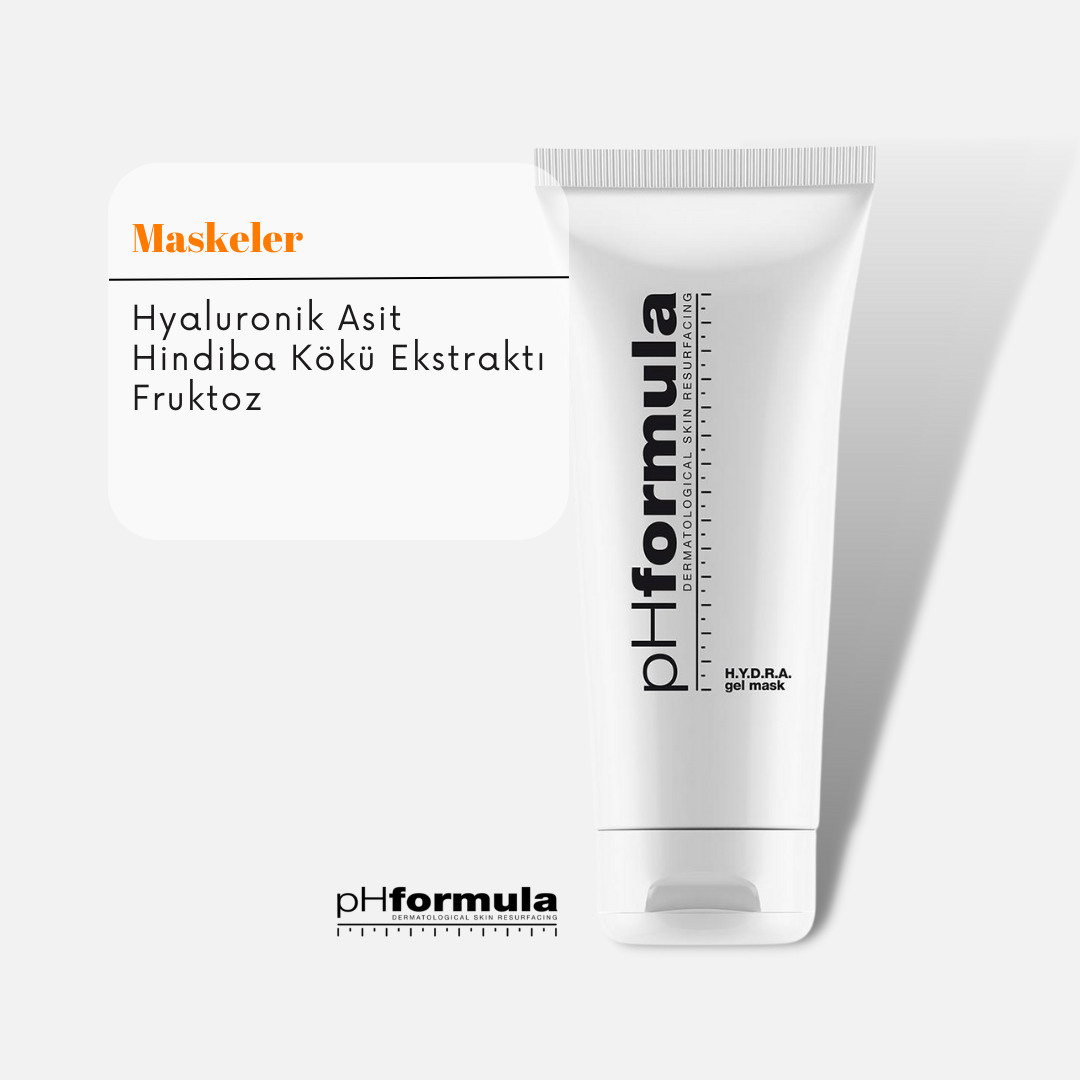 Maskeler
Hyaluronik Asit
Hindiba Kökü Ekstraktı
Fruktoz
pHformula
DERMATOLOGICAL SKIN RESURFACING
H.Y.D.R.A.
gel mask
pHformula
DERMATOLOGICAL SKIN RESURFACING